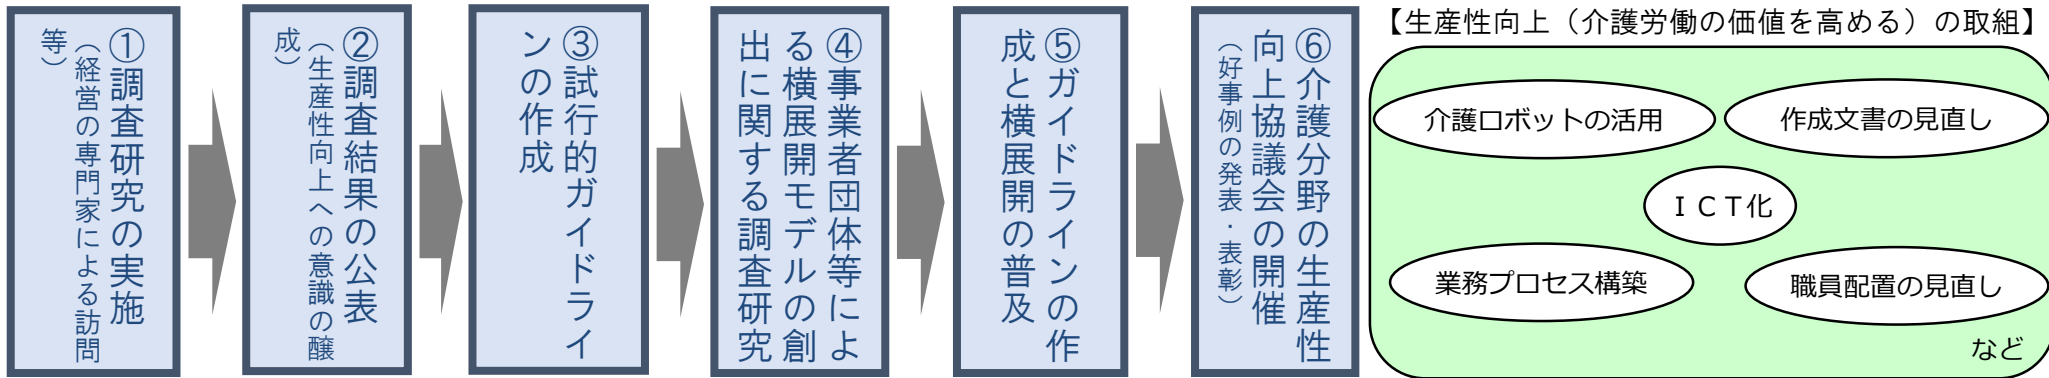 ①調査研究の実施
（経営の専門家による訪問
等）
②調査結果の公表
（生産性向上への意識の醸
成）
③試行的ガイドライ
ンの作成
④事業者団体等によ
る横展開モデルの創
出に関する調査研究
⑤ガイドラインの作
成と横展開の普及
⑥介護分野の生産性
向上協議会の開催
（好事例の発表・表彰）
【生産性向上（介護労働の価値を高める）の取組】
介護ロボットの活用
作成文書の見直し
ＩＣＴ化
業務プロセス構築
職員配置の見直し
など